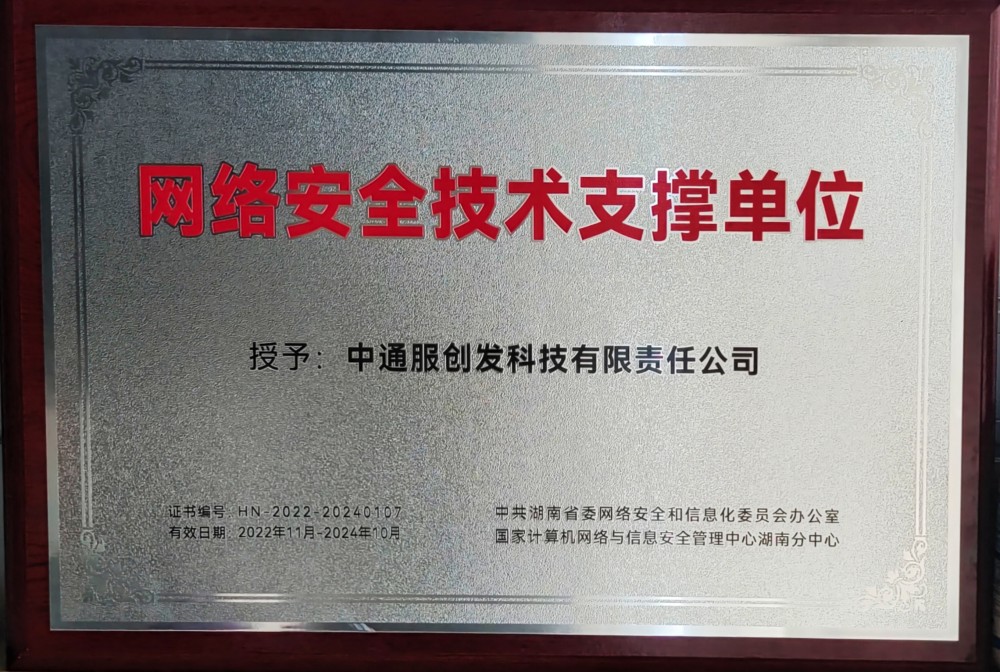 网络安全技术支撑单位
授予：中通服创发科技有限责任公司
证书编号 HN-2022-20240107
有效日期 2022年11月-2024年10月
中共湖南省委网络安全和信息化委员会办公室
国家计算机网络与信息安全管理中心湖南分中心